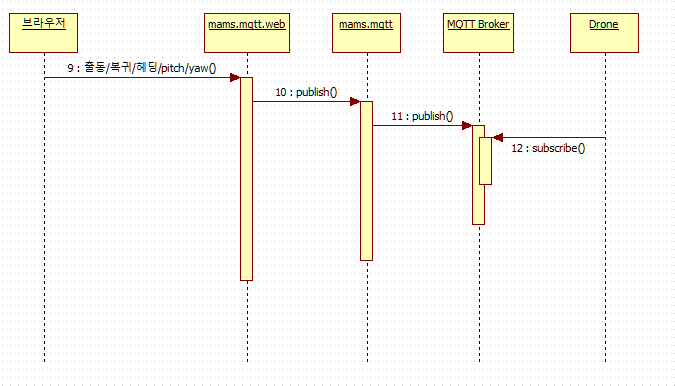 브라우저
mams.mqtt.web
mams.mqtt
MQTT Broker
Drone
9 : 출동/복귀/헤딩/pitch/yaw()
10 : publish()
11 : publish()
12 : subscribe()